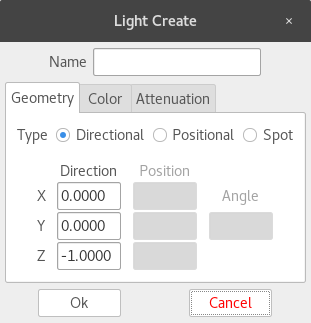 Light Create ×
Name
Geometry Color Attenuation
Type Directional Positional Spot
Direction Position
X 0.0000 Angle
Y 0.0000
Z -1.0000
Ok Cancel